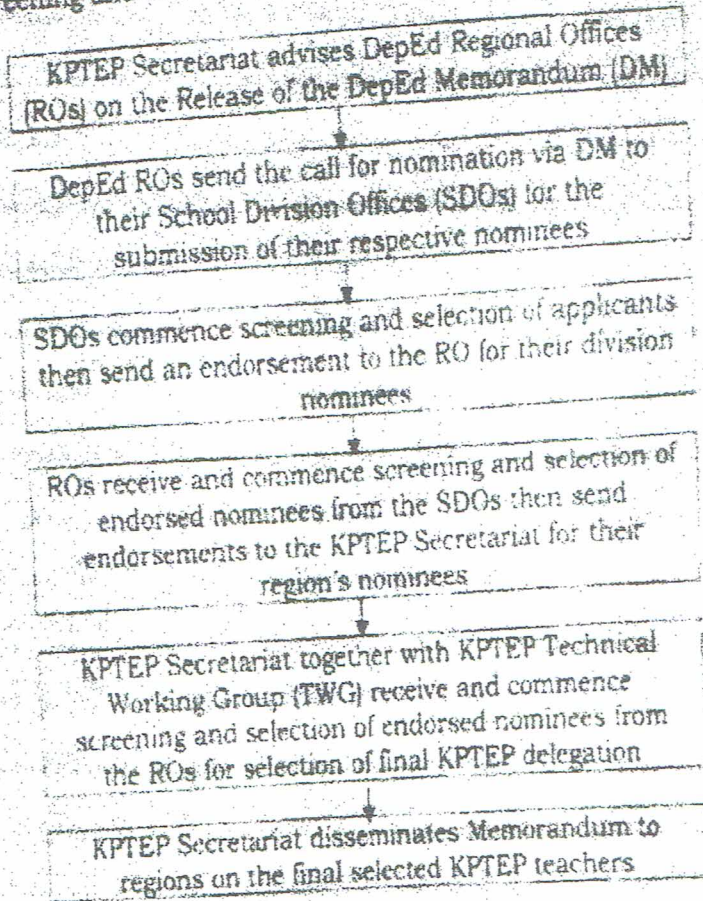 KPTEP Secretariat advises DepEd Regional Offices
(ROs) on the Release of the DepEd Memorandum (DM)
DepEd ROs send the call for nomination via DM to
their School Division Offices (SDOs) for the
submission of their respective nominees
SDOs commence screening and selection of applicants
then send an endorsement to the RO for their division
nominees
ROs receive and commence screening and selection of
endorsed nominees from the SDOs then send
endorsements to the KPTEP Secretariat for their
region's nominees
KPTEP Secretariat together with KPTEP Technical
Working Group (TWG) receive and commence
screening and selection of endorsed nominees from
the ROs for selection of final KPTEP delegation
KPTEP Secretariat disseminates Memorandum to
regions on the final selected KPTEP teachers